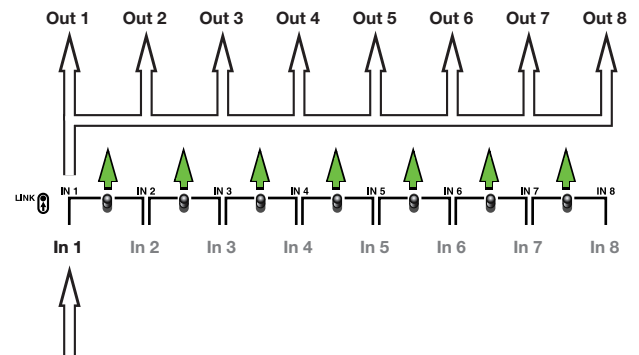 Out 1 Out 2 Out 3 Out 4 Out 5 Out 6 Out 7 Out 8
LINK IN 1 IN 2 IN 3 IN 4 IN 5 IN 6 IN 7 IN 8
In 1 In 2 In 3 In 4 In 5 In 6 In 7 In 8